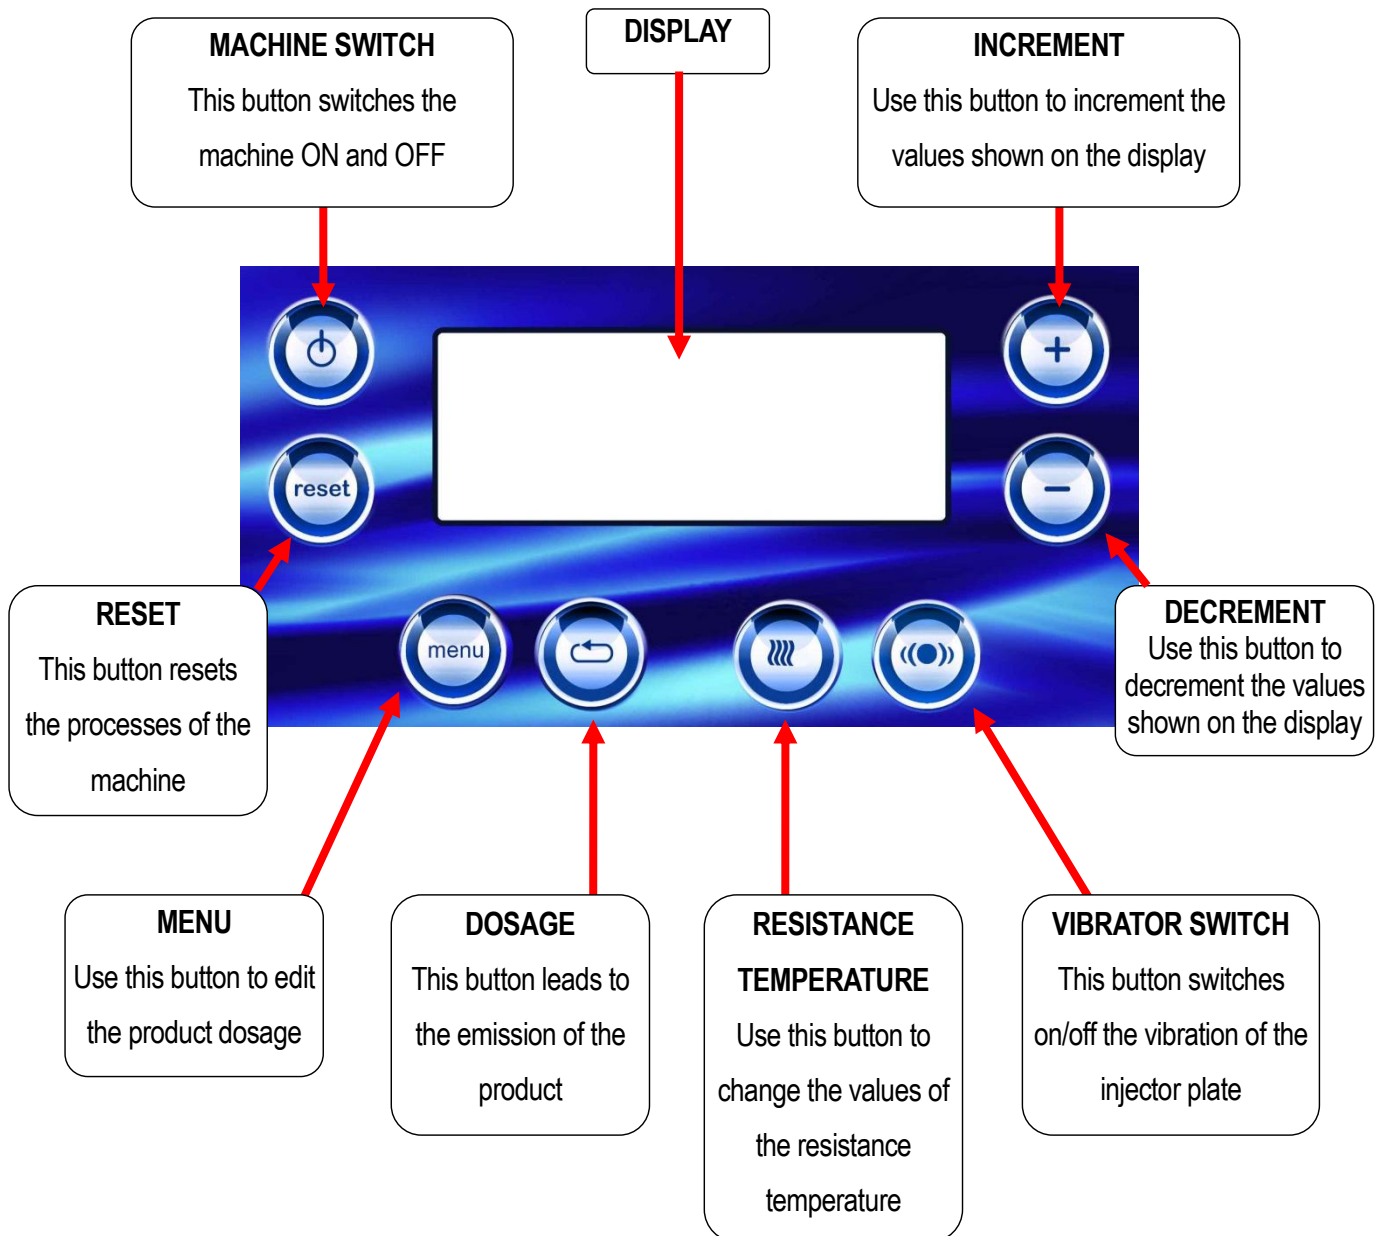 MACHINE SWITCH
This button switches the
machine ON and OFF
DISPLAY
INCREMENT
Use this button to increment the
values shown on the display
reset
menu
RESET
This button resets
the processes of the
machine
DECREMENT
Use this button to
decrement the values
shown on the display
MENU
Use this button to edit
the product dosage
DOSAGE
This button leads to
the emission of the
product
RESISTANCE
TEMPERATURE
Use this button to
change the values of
the resistance
temperature
VIBRATOR SWITCH
This button switches
on/off the vibration of the
injector plate